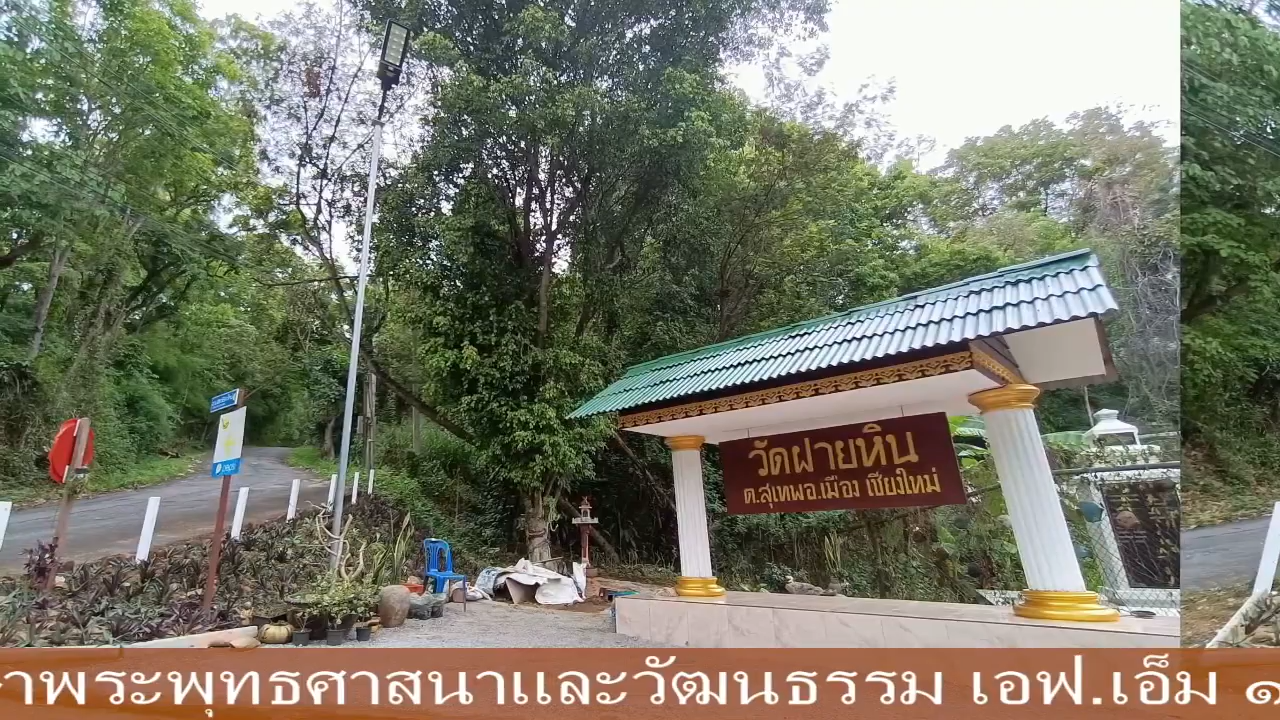 วัดฝายหิน
ต.สุเทพ อ.เมือง เชียงใหม่
pepsi
าพระพุทธศาสนาและวัฒนธรรม เอฟ.เอ็ม ๑